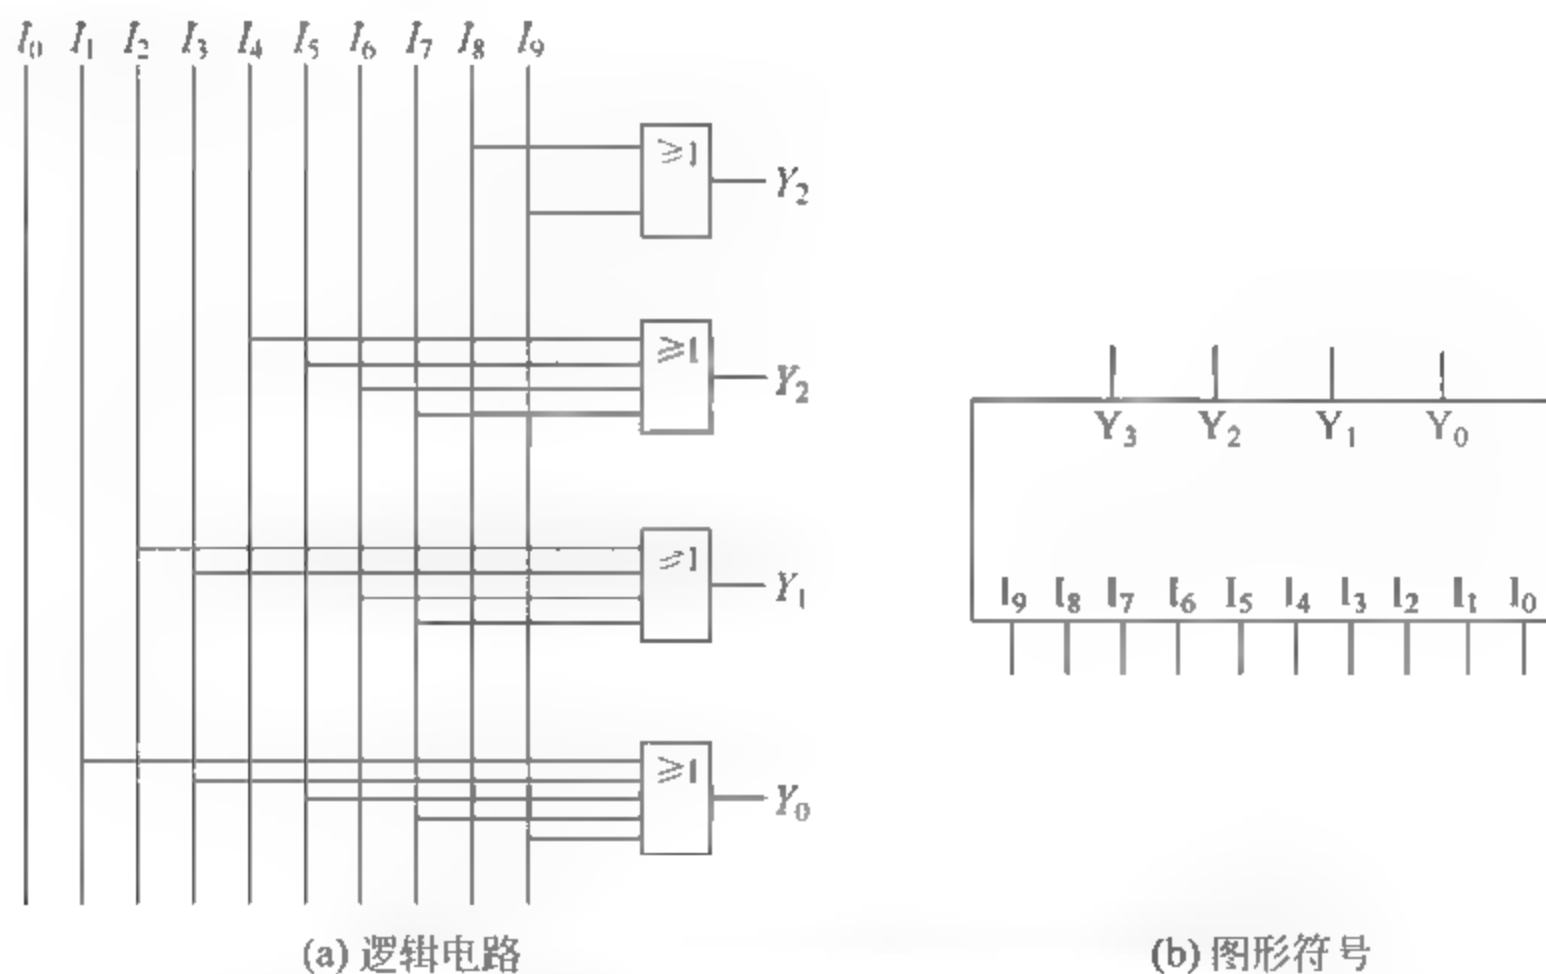 I₀ I₁ I₂ I₃ I₄ I₅ I₆ I₇ I₈ I₉
≥1
Y₂
≥1
Y₂
≥1
Y₁
≥1
Y₀
(a) 逻辑电路
Y₃ Y₂ Y₁ Y₀
I₉ I₈ I₇ I₆ I₅ I₄ I₃ I₂ I₁ I₀
(b) 图形符号